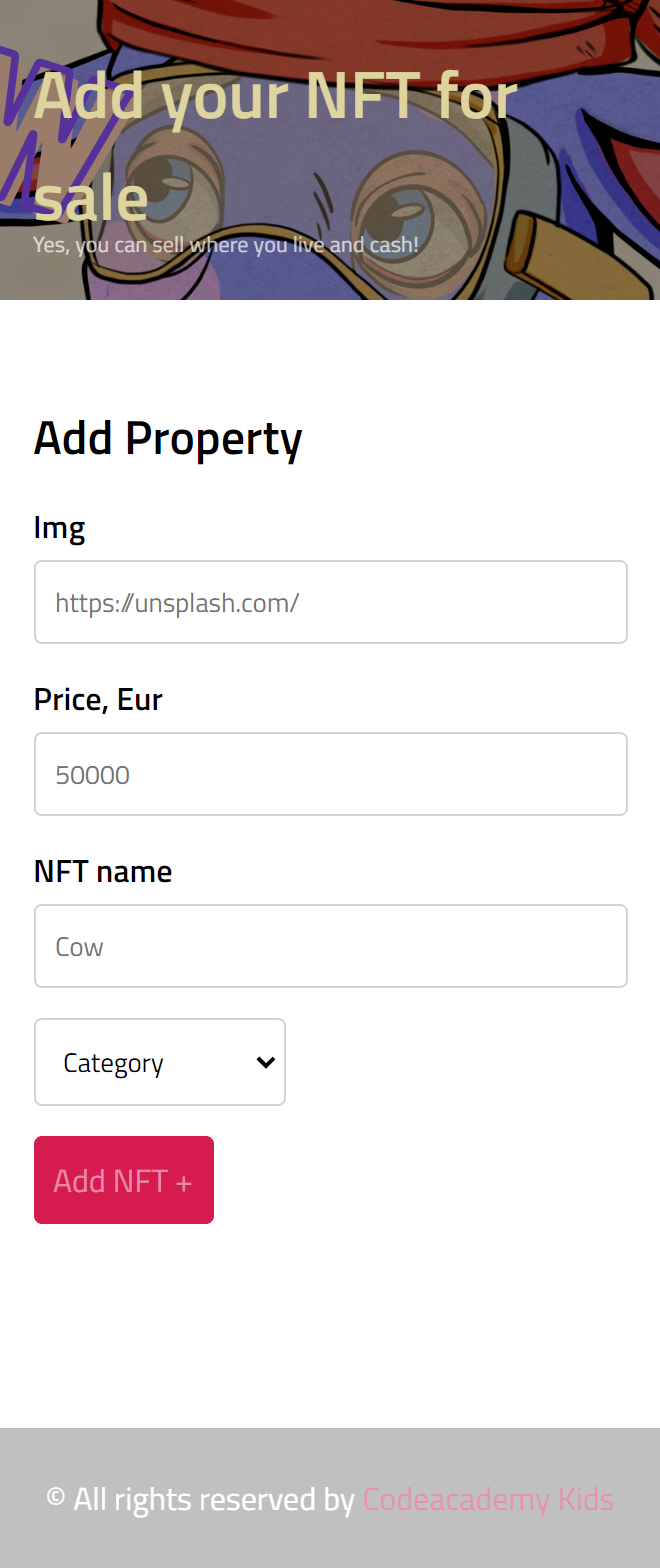 Add your NFT for
sale
Yes, you can sell where you live and cash!
Add Property
Img
https://unsplash.com/
Price, Eur
50000
NFT name
Cow
Category
Add NFT +
© All rights reserved by Codeacademy Kids